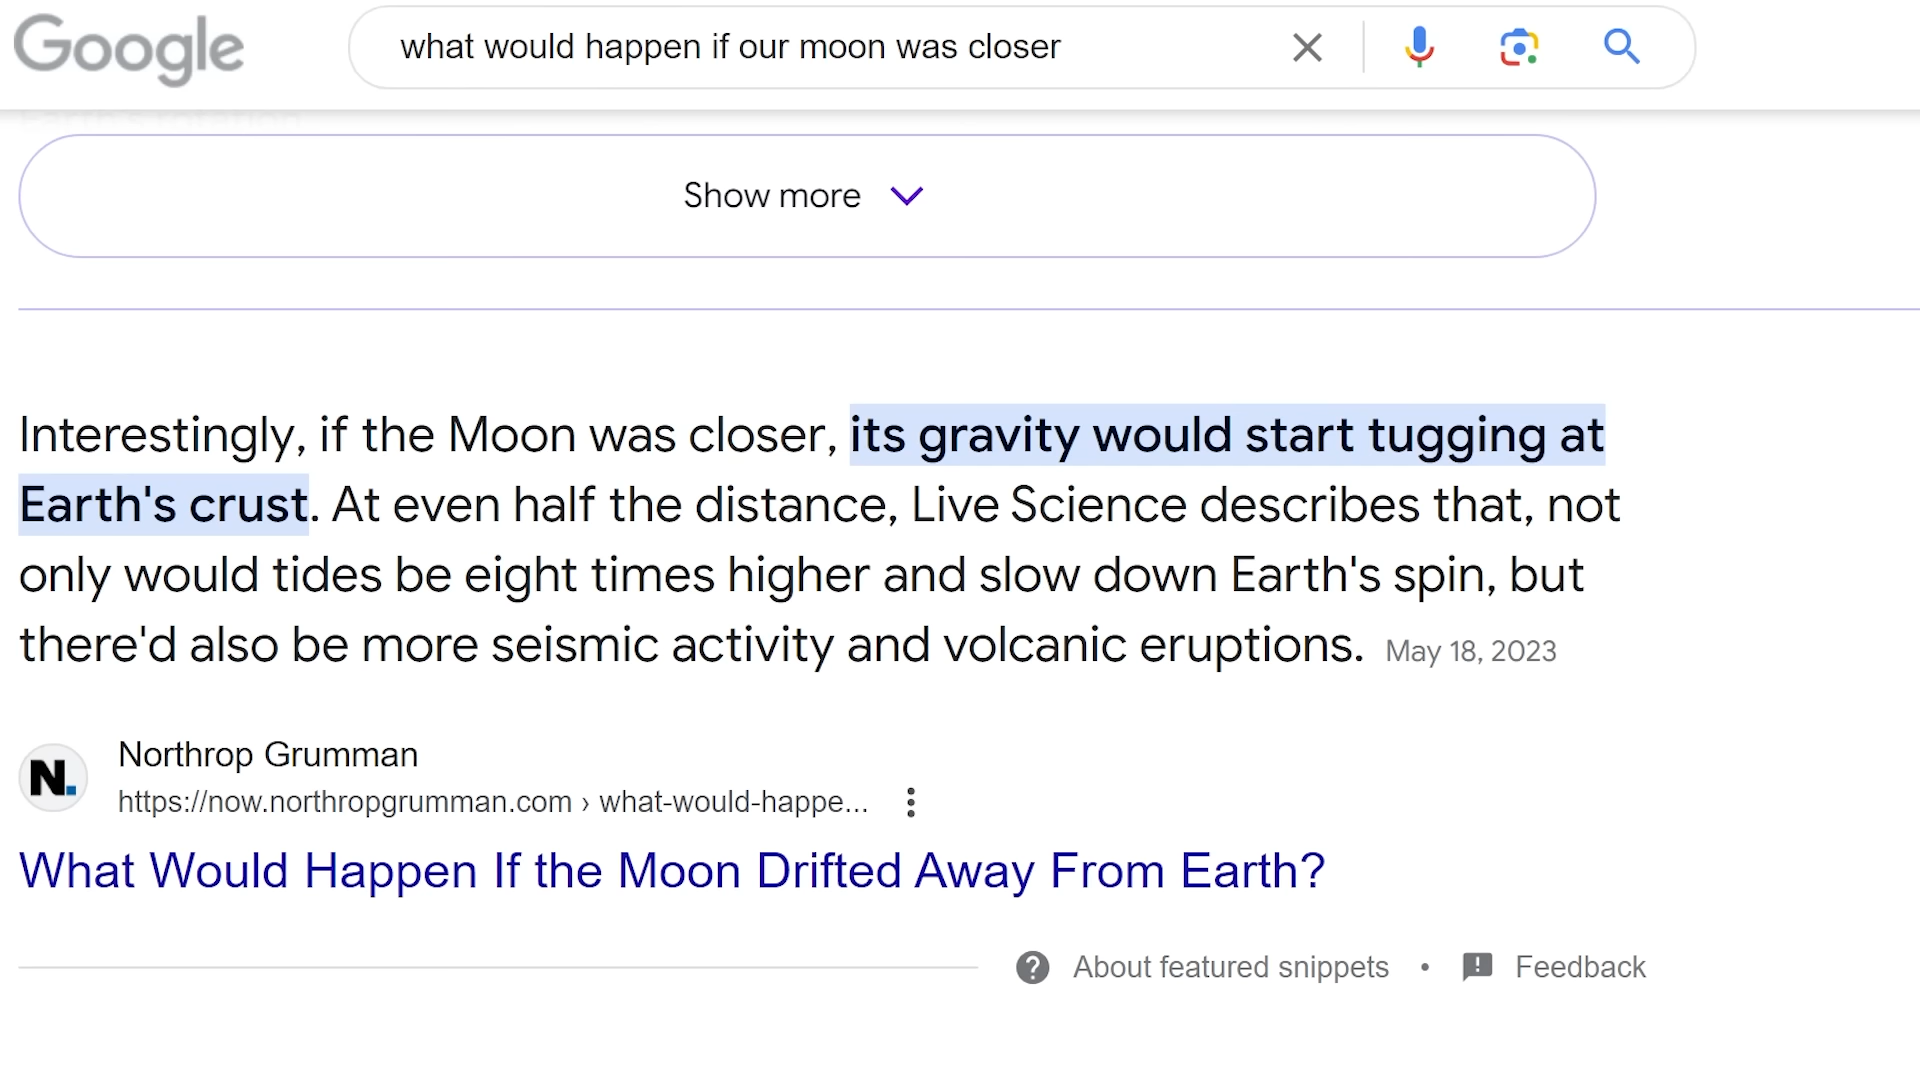 Google
what would happen if our moon was closer
Earth's rotation
Show more
Interestingly, if the Moon was closer, its gravity would start tugging at
Earth's crust. At even half the distance, Live Science describes that, not
only would tides be eight times higher and slow down Earth's spin, but
there'd also be more seismic activity and volcanic eruptions. May 18, 2023
N.
Northrop Grumman
https://now.northropgrumman.com › what-would-happe...
What Would Happen If the Moon Drifted Away From Earth?
About featured snippets • Feedback